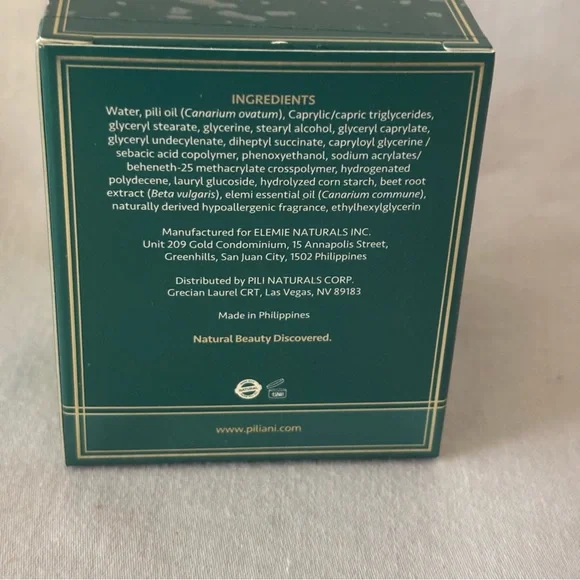 INGREDIENTS
Water, pili oil (Canarium ovatum), Caprylic/capric triglycerides,
glyceryl stearate, glycerine, stearyl alcohol, glyceryl caprylate,
glyceryl undecylenate, diheptyl succinate, capryloyl glycerine /
sebacic acid copolymer, phenoxyethanol, sodium acrylates/
beheneth-25 methacrylate crosspolymer, hydrogenated
polydecene, lauryl glucoside, hydrolyzed corn starch, beet root
extract (Beta vulgaris), elemi essential oil (Canarium commune),
naturally derived hypoallergenic fragrance, ethylhexylglycerin
Manufactured for ELEMIE NATURALS INC.
Unit 209 Gold Condominium, 15 Annapolis Street,
Greenhills, San Juan City, 1502 Philippines
Distributed by PILI NATURALS CORP.
Grecian Laurel CRT, Las Vegas, NV 89183
Made in Philippines
Natural Beauty Discovered.
NATURAL
12M
www.piliani.com